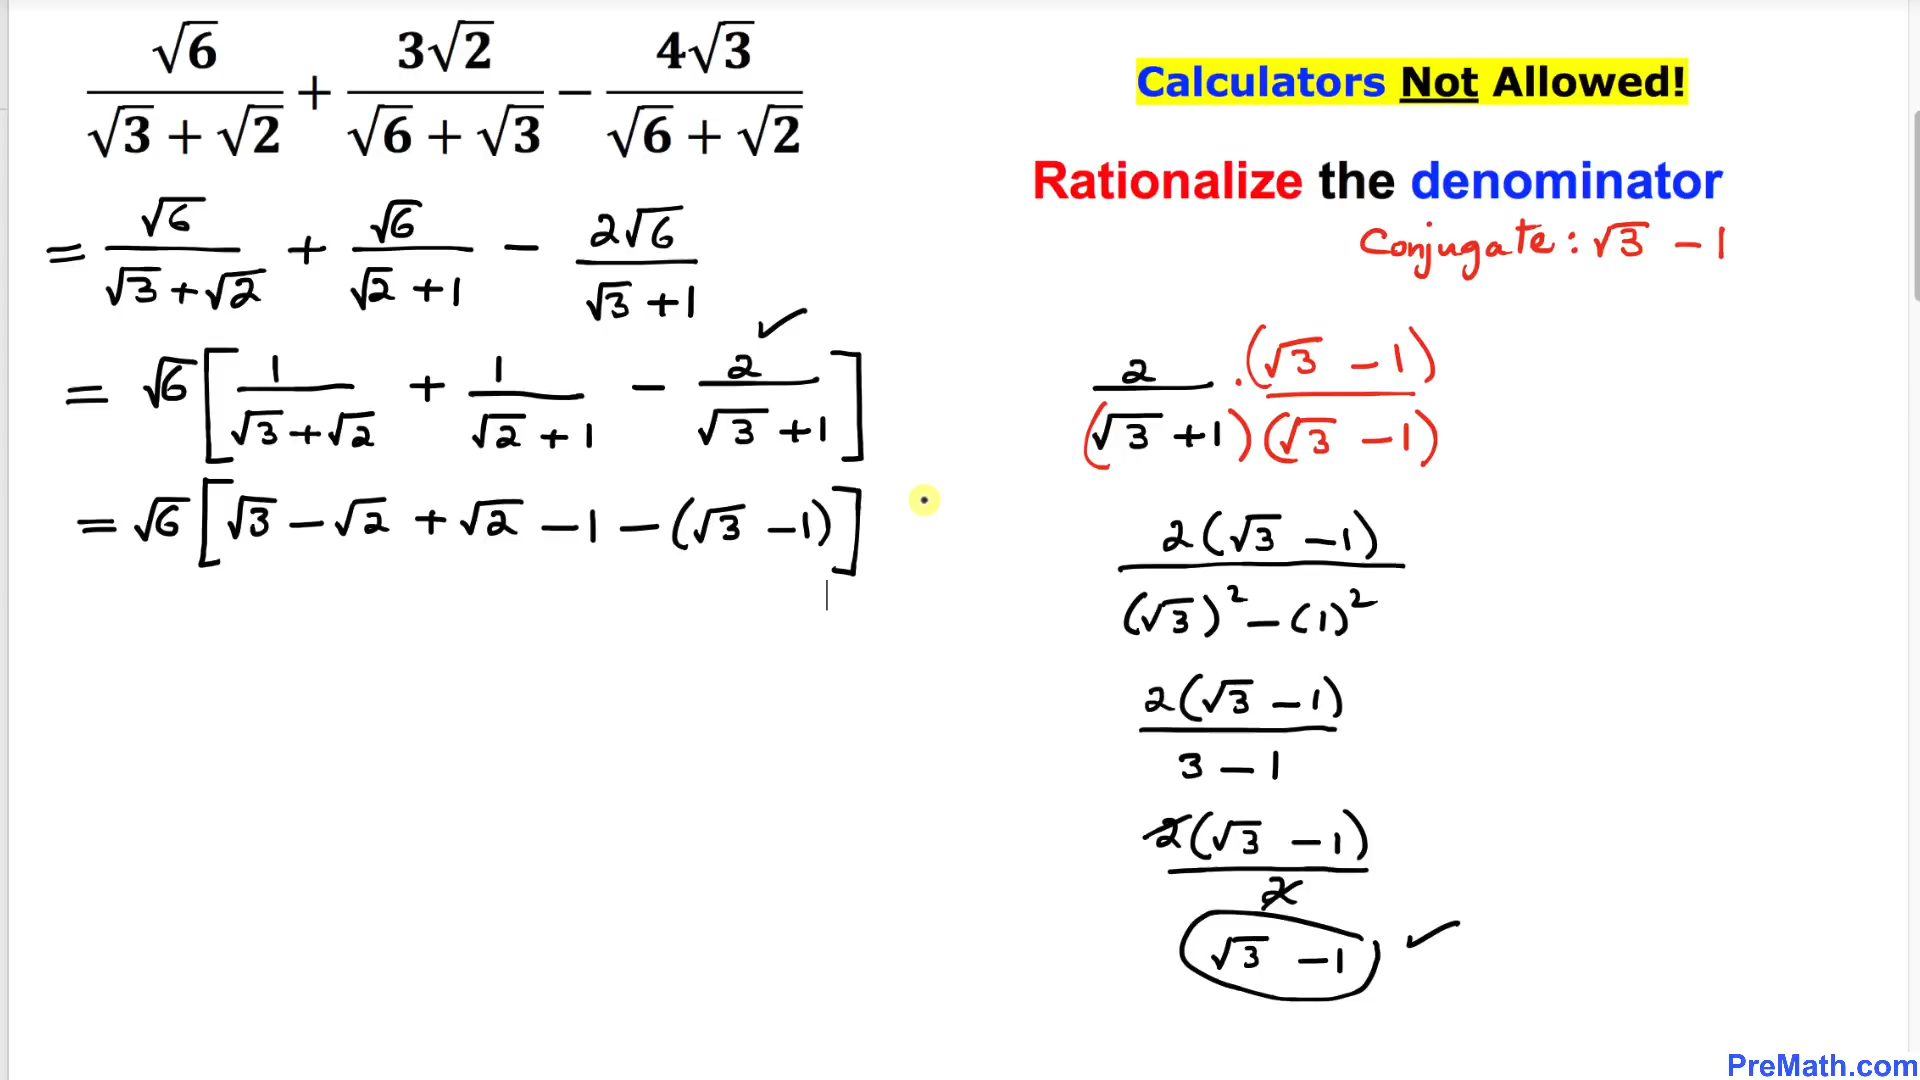 √6/(√3 + √2) + 3√2/(√6 + √3) − 4√3/(√6 + √2)
= √6/(√3 + √2) + √6/(√2 + 1) − 2√6/(√3 + 1)
= √6 [ 1/(√3 + √2) + 1/(√2 + 1) − 2/(√3 + 1) ] ✓
= √6 [ √3 − √2 + √2 − 1 − (√3 − 1) ]
Calculators Not Allowed!
Rationalize the denominator
Conjugate : √3 − 1
2/(√3 + 1) · (√3 − 1)/(√3 − 1)
2(√3 − 1)/((√3)² − (1)²)
2(√3 − 1)/(3 − 1)
2(√3 − 1)/2
√3 − 1 ✓
PreMath.com